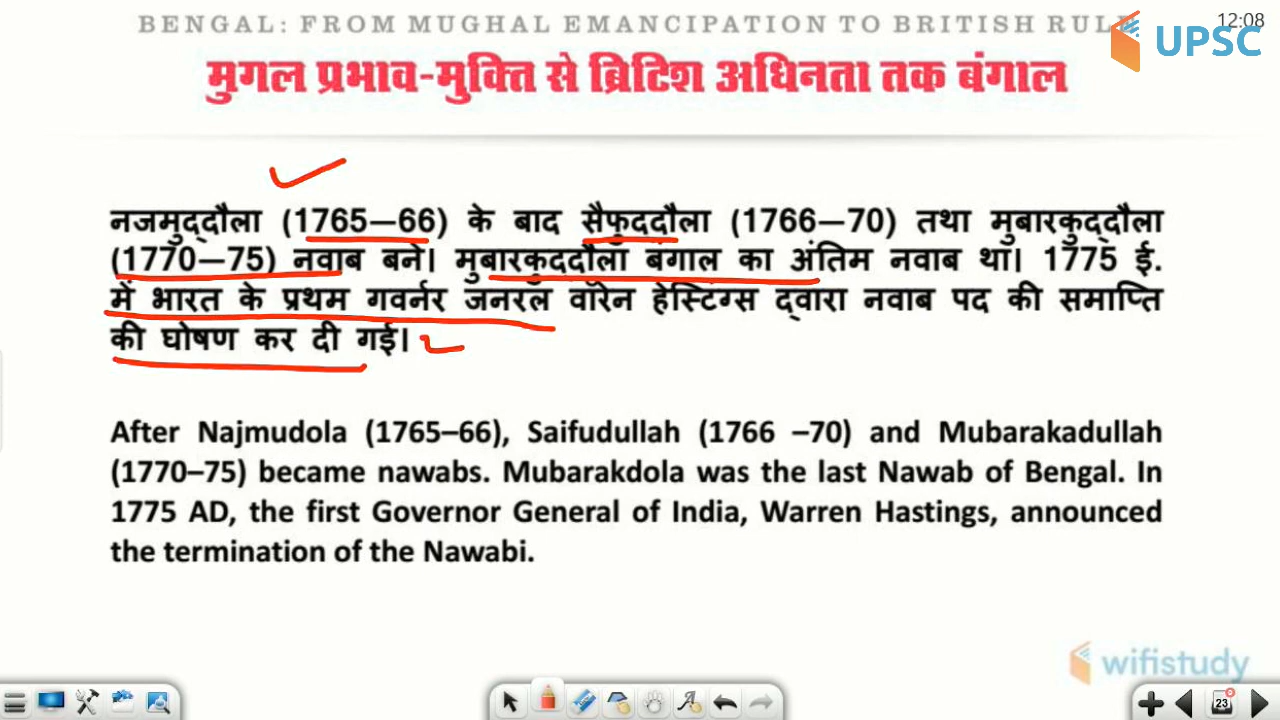 BENGAL: FROM MUGHAL EMANCIPATION TO BRITISH RULE
12:08
UPSC
मुगल प्रभाव-मुक्ति से ब्रिटिश अधिनता तक बंगाल
नजमुद्दौला (1765—66) के बाद सैफुददौला (1766—70) तथा मुबारकुद्दौला
(1770—75) नवाब बने। मुबारकुददौला बंगाल का अंतिम नवाब था। 1775 ई.
में भारत के प्रथम गवर्नर जनरल वॉरेन हेस्टिंग्स द्वारा नवाब पद की समाप्ति
की घोषण कर दी गई।
After Najmudola (1765–66), Saifudullah (1766 –70) and Mubarakadullah
(1770–75) became nawabs. Mubarakdola was the last Nawab of Bengal. In
1775 AD, the first Governor General of India, Warren Hastings, announced
the termination of the Nawabi.
wifistudy
23